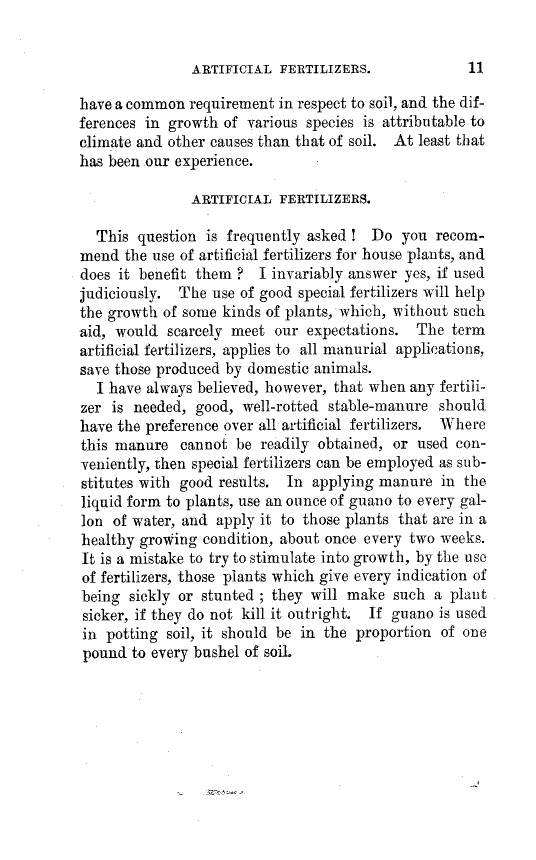 ARTIFICIAL FERTILIZERS. 11
have a common requirement in respect to soil, and the dif-
ferences in growth of various species is attributable to
climate and other causes than that of soil. At least that
has been our experience.
ARTIFICIAL FERTILIZERS.
This question is frequently asked! Do you recom-
mend the use of artificial fertilizers for house plants, and
does it benefit them? I invariably answer yes, if used
judiciously. The use of good special fertilizers will help
the growth of some kinds of plants, which, without such
aid, would scarcely meet our expectations. The term
artificial fertilizers, applies to all manurial applications,
save those produced by domestic animals.
I have always believed, however, that when any fertili-
zer is needed, good, well-rotted stable-manure should
have the preference over all artificial fertilizers. Where
this manure cannot be readily obtained, or used con-
veniently, then special fertilizers can be employed as sub-
stitutes with good results. In applying manure in the
liquid form to plants, use an ounce of guano to every gal-
lon of water, and apply it to those plants that are in a
healthy growing condition, about once every two weeks.
It is a mistake to try to stimulate into growth, by the use
of fertilizers, those plants which give every indication of
being sickly or stunted; they will make such a plant
sicker, if they do not kill it outright. If guano is used
in potting soil, it should be in the proportion of one
pound to every bushel of soil.